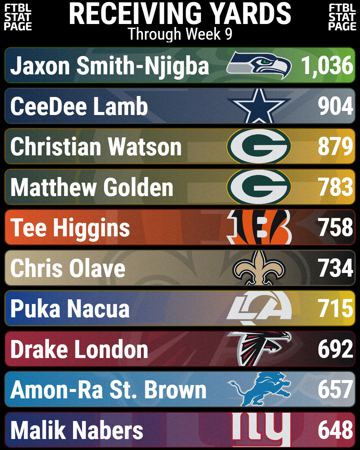 FTBL
STAT
PAGE
RECEIVING YARDS
FTBL
STAT
PAGE
Through Week 9
Jaxon Smith-Njigba 1,036
CeeDee Lamb 904
Christian Watson G 879
Matthew Golden G 783
Tee Higgins B 758
Chris Olave 734
Puka Nacua LA 715
Drake London 692
Amon-Ra St. Brown 657
Malik Nabers ny 648